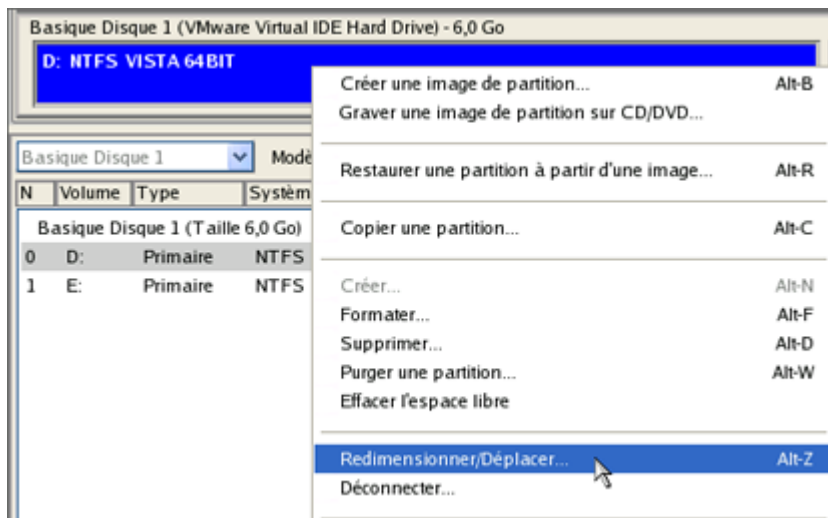 Basique Disque 1 (VMware Virtual IDE Hard Drive) - 6,0 Go
D: NTFS VISTA 64BIT
Créer une image de partition... Alt-B
Graver une image de partition sur CD/DVD...
Restaurer une partition à partir d'une image... Alt-R
Copier une partition... Alt-C
Créer... Alt-N
Formater... Alt-F
Supprimer... Alt-D
Purger une partition... Alt-W
Effacer l'espace libre
Redimensionner/Déplacer... Alt-Z
Déconnecter...
Basique Disque 1 Modè
N Volume Type Systèm
Basique Disque 1 (Taille 6,0 Go)
0 D: Primaire NTFS
1 E: Primaire NTFS